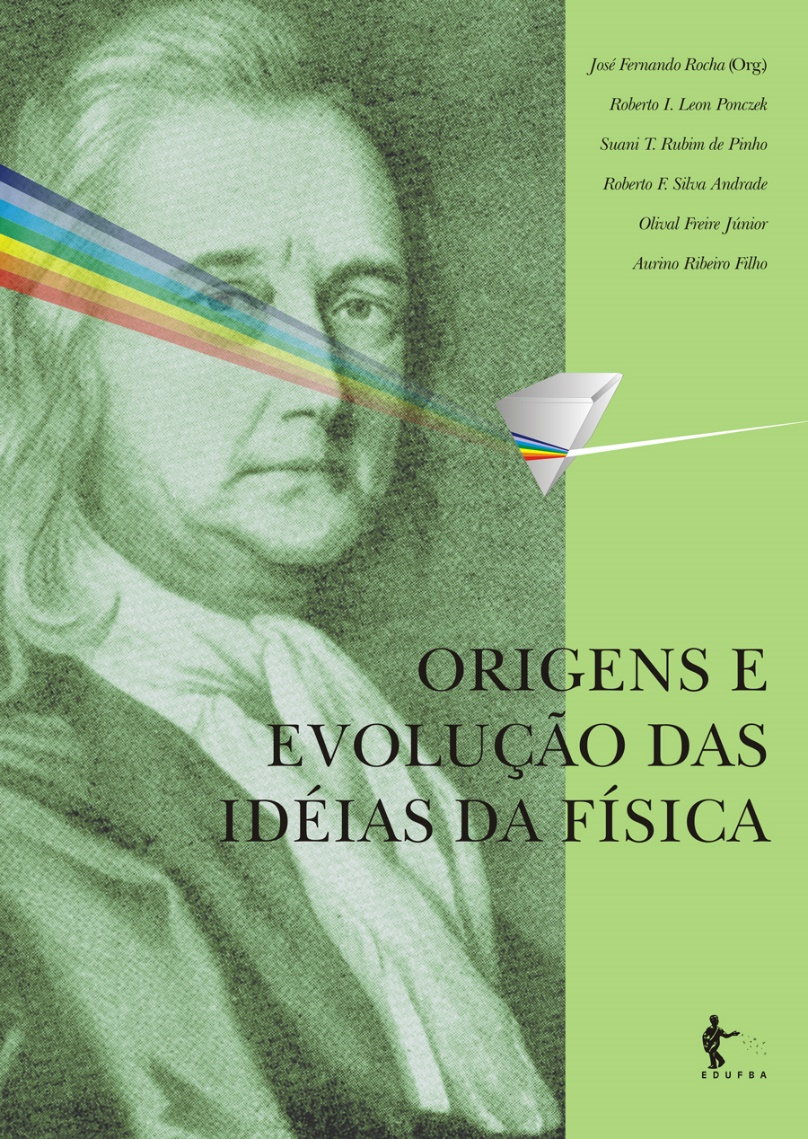 José Fernando Rocha (Org.)
Roberto I. Leon Ponczek
Suani T. Rubim de Pinho
Roberto F. Silva Andrade
Olival Freire Júnior
Aurino Ribeiro Filho
ORIGENS E
EVOLUÇÃO DAS
IDÉIAS DA FÍSICA
EDUFBA